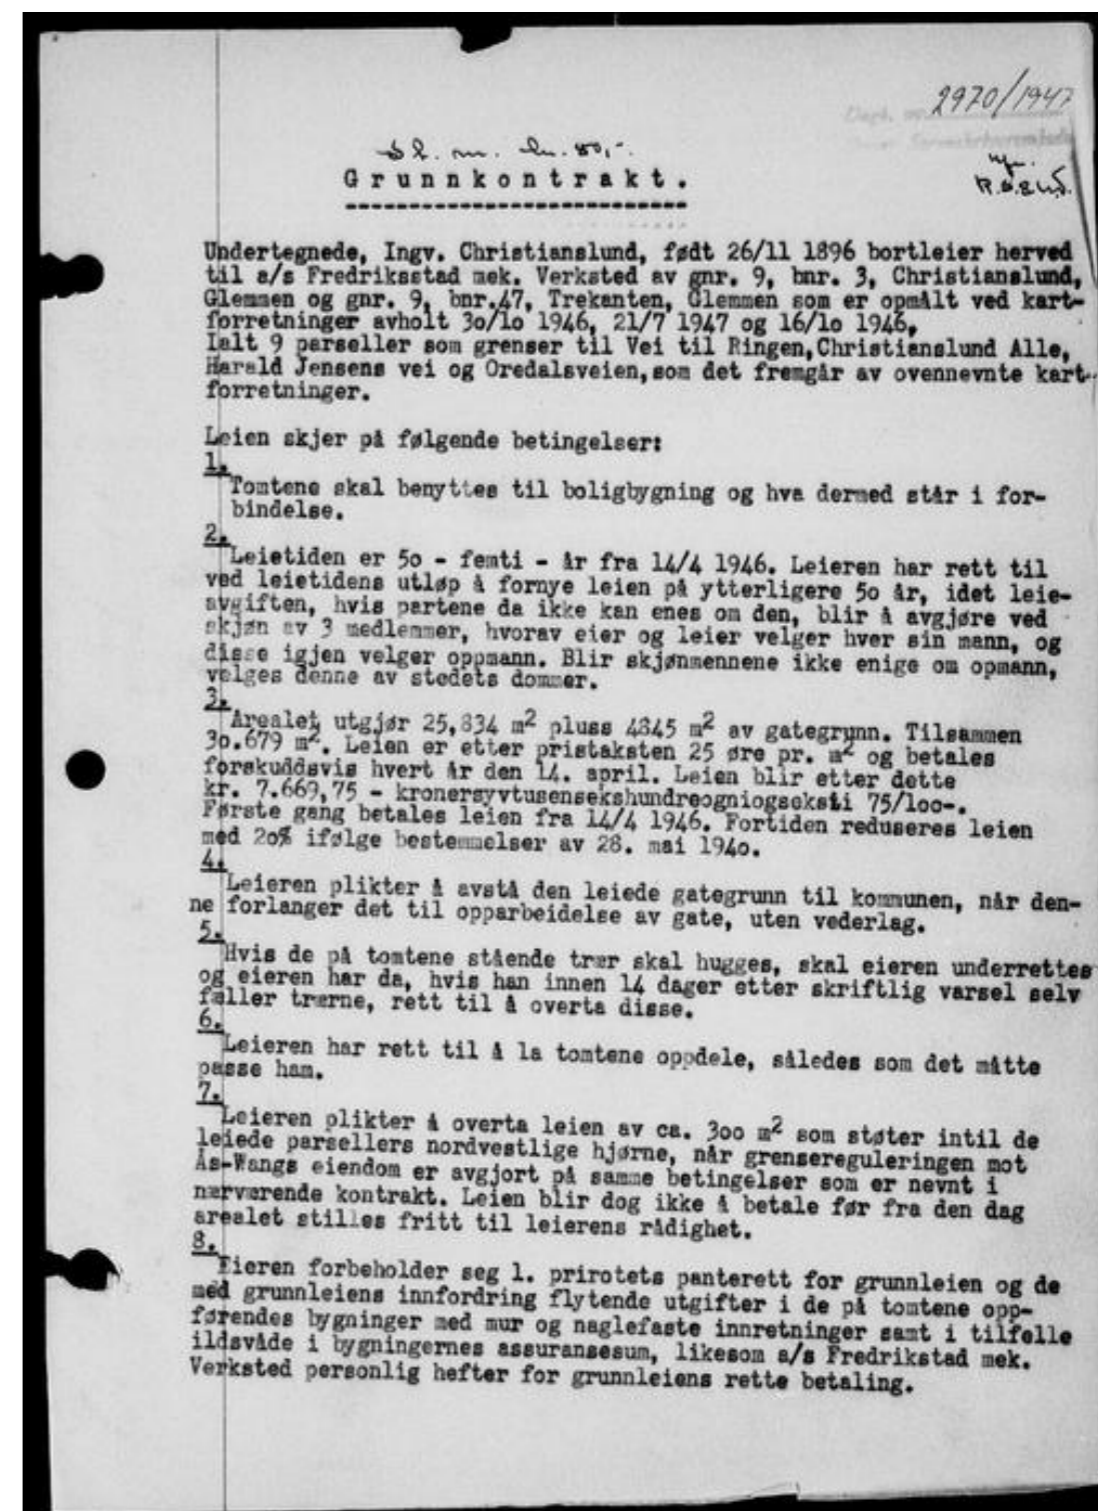 2970/1947
Dagb. nr.
St. m. kr. 80,-.
Grunnkontrakt.
Undertegnede, Ingv. Christianslund, født 26/11 1896 bortleier herved
til a/s Fredriksstad mek. Verksted av gnr. 9, bnr. 3, Christianslund,
Glemmen og gnr. 9, bnr.47, Trekanten, Glemmen som er opmålt ved kart-
forretninger avholt 3o/1o 1946, 21/7 1947 og 16/1o 1946,
Ialt 9 parseller som grenser til Vei til Ringen,Christianslund Alle,
Harald Jensens vei og Oredalsveien,som det fremgår av ovennevnte kart-
forretninger.
Leien skjer på følgende betingelser:
1.
Tomtene skal benyttes til boligbygning og hva dermed står i for-
bindelse.
2.
Leietiden er 5o - femti - år fra 14/4 1946. Leieren har rett til
ved leietidens utløp å fornye leien på ytterligere 5o år, idet leie-
avgiften, hvis partene da ikke kan enes om den, blir å avgjøre ved
skjøn av 3 medlemmer, hvorav eier og leier velger hver sin mann, og
disse igjen velger oppmann. Blir skjønmennene ikke enige om opmann,
velges denne av stedets dommer.
3.
Arealet utgjør 25,834 m2 pluss 4845 m2 av gategrunn. Tilsammen
3o.679 m2. Leien er etter pristaksten 25 øre pr. m2 og betales
forskuddsvis hvert år den 14. april. Leien blir etter dette
kr. 7.669,75 - kronersyvtusensekshundreogniogseksti 75/1oo-.
Første gang betales leien fra 14/4 1946. Fortiden reduseres leien
med 2o% ifølge bestemmelser av 28. mai 194o.
4.
Leieren plikter å avstå den leiede gategrunn til kommunen, når den-
ne forlanger det til opparbeidelse av gate, uten vederlag.
5.
Hvis de på tomtene stående trær skal hugges, skal eieren underrettes
og eieren har da, hvis han innen 14 dager etter skriftlig varsel selv
fæller trærne, rett til å overta disse.
6.
Leieren har rett til å la tomtene oppdele, således som det måtte
passe ham.
7.
Leieren plikter å overta leien av ca. 3oo m2 som støter intil de
leiede parsellers nordvestlige hjørne, når grensereguleringen mot
Ås-Wangs eiendom er avgjort på samme betingelser som er nevnt i
nærværende kontrakt. Leien blir dog ikke å betale før fra den dag
arealet stilles fritt til leierens rådighet.
8.
Eieren forbeholder seg 1. prirotets panterett for grunnleien og de
med grunnleiens innfordring flytende utgifter i de på tomtene opp-
førendes bygninger med mur og naglefaste innretninger samt i tilfelle
ildsvåde i bygningernes assuransesum, likesom a/s Fredrikstad mek.
Verksted personlig hefter for grunnleiens rette betaling.